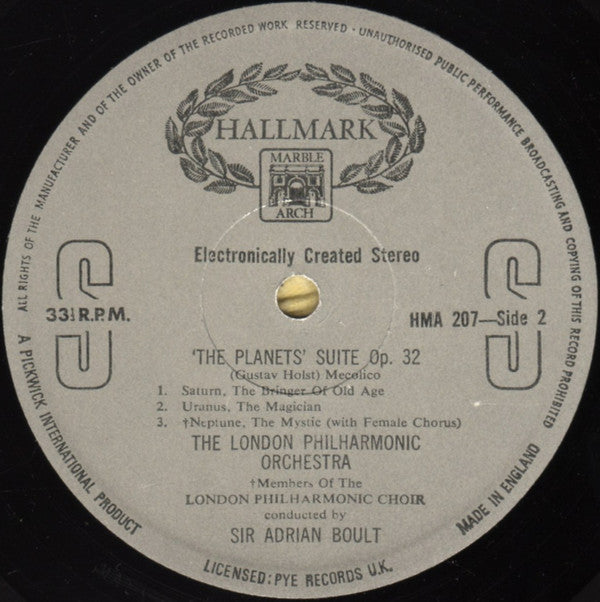 ALL RIGHTS OF THE MANUFACTURER AND OF THE OWNER OF THE RECORDED WORK RESERVED · UNAUTHORISED PUBLIC PERFORMANCE BROADCASTING AND COPYING OF THIS RECORD PROHIBITED
HALLMARK
MARBLE
ARCH
Electronically Created Stereo
S S
33⅓ R.P.M.
HMA 207—Side 2
'THE PLANETS' SUITE Op. 32
(Gustav Holst) Mecolico
1. Saturn, The Bringer Of Old Age
2. Uranus, The Magician
3. †Neptune, The Mystic (with Female Chorus)
THE LONDON PHILHARMONIC
ORCHESTRA
†Members Of The
LONDON PHILHARMONIC CHOIR
conducted by
SIR ADRIAN BOULT
A PICKWICK INTERNATIONAL PRODUCT
LICENSED: PYE RECORDS U.K.
MADE IN ENGLAND